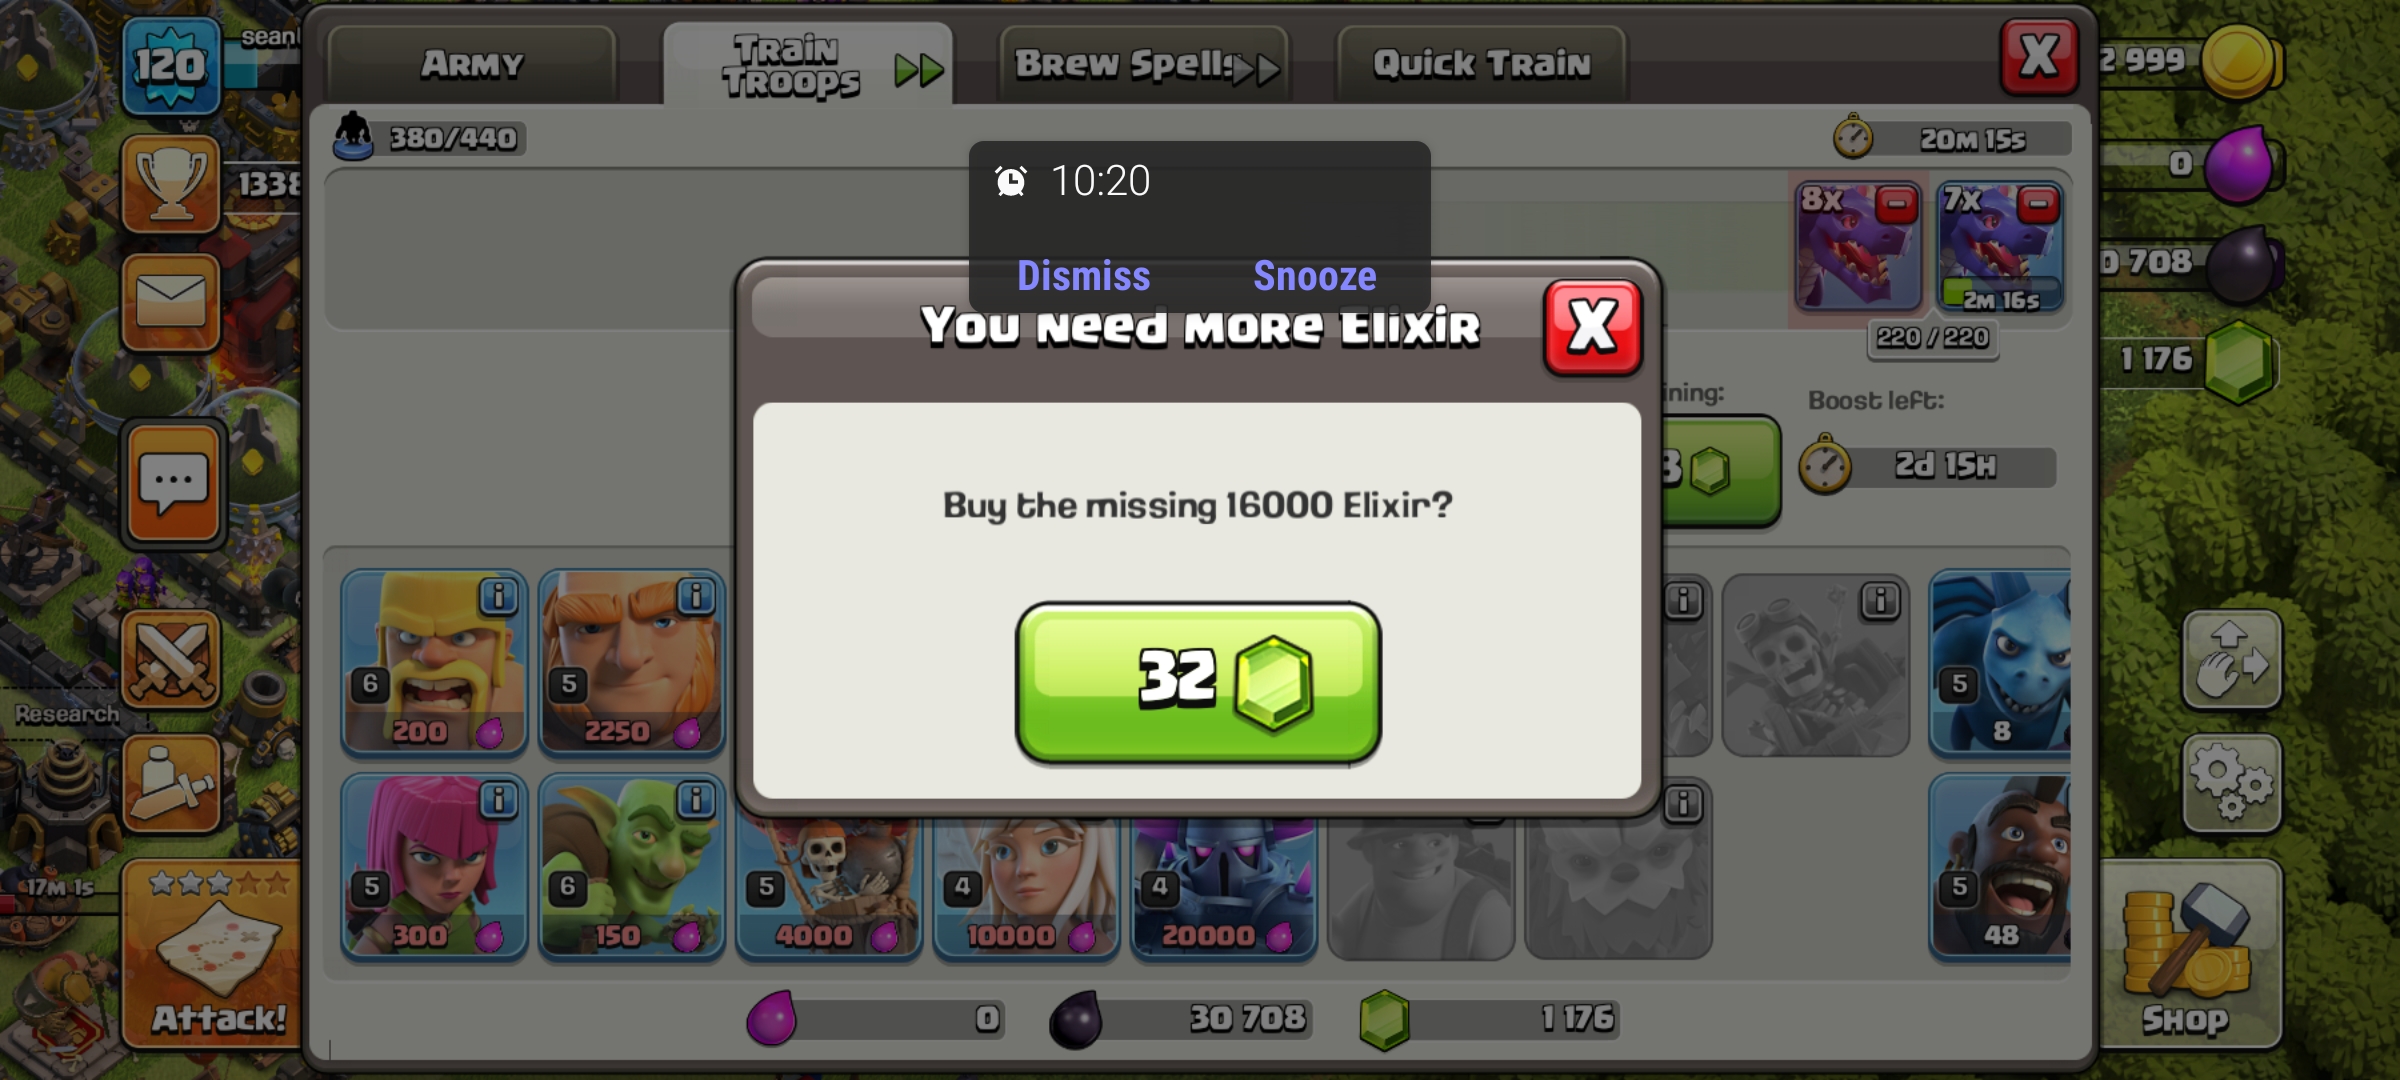 120
Army
Train
Troops
Brew Spells
Quick Train
X
2 999
380/440
20m 15s
0
1338
10:20
Dismiss
Snooze
8x
7x
2m 16s
0 708
220 / 220
1 176
You need more Elixir
X
Boost left:
2d 15h
Buy the missing 16000 Elixir?
32
6
200
5
2250
5
8
Research
5
300
6
150
5
4000
4
10000
4
20000
5
48
17m 1s
Attack!
0
30 708
1 176
Shop